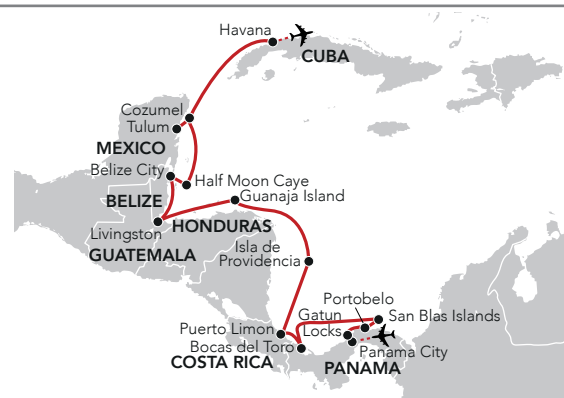 Havana
CUBA
Cozumel
Tulum
MEXICO
Belize City
Half Moon Caye
Guanaja Island
BELIZE
HONDURAS
Livingston
GUATEMALA
Isla de
Providencia
Portobelo
Gatun
Locks
San Blas Islands
Puerto Limon
Bocas del Toro
COSTA RICA
Panama City
PANAMA